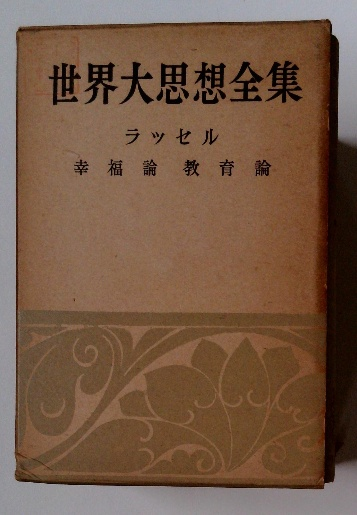 世界大思想全集
ラッセル
幸福論 教育論